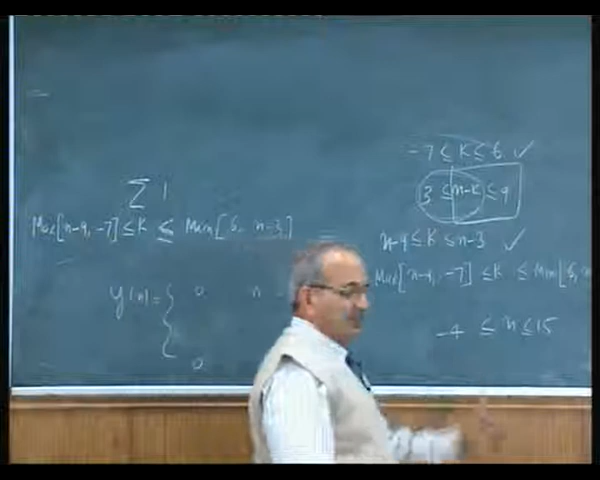 Σ 1
Max[n-9, -7] ≤ K ≤ Min[6, n-3]
y(n) = { 0 n
0
-7 ≤ K ≤ 6 ✓
3 ≤ n-K ≤ 9
n-9 ≤ K ≤ n-3 ✓
Max[n-9, -7] ≤ K ≤ Min[6, n
-4 ≤ n ≤ 15